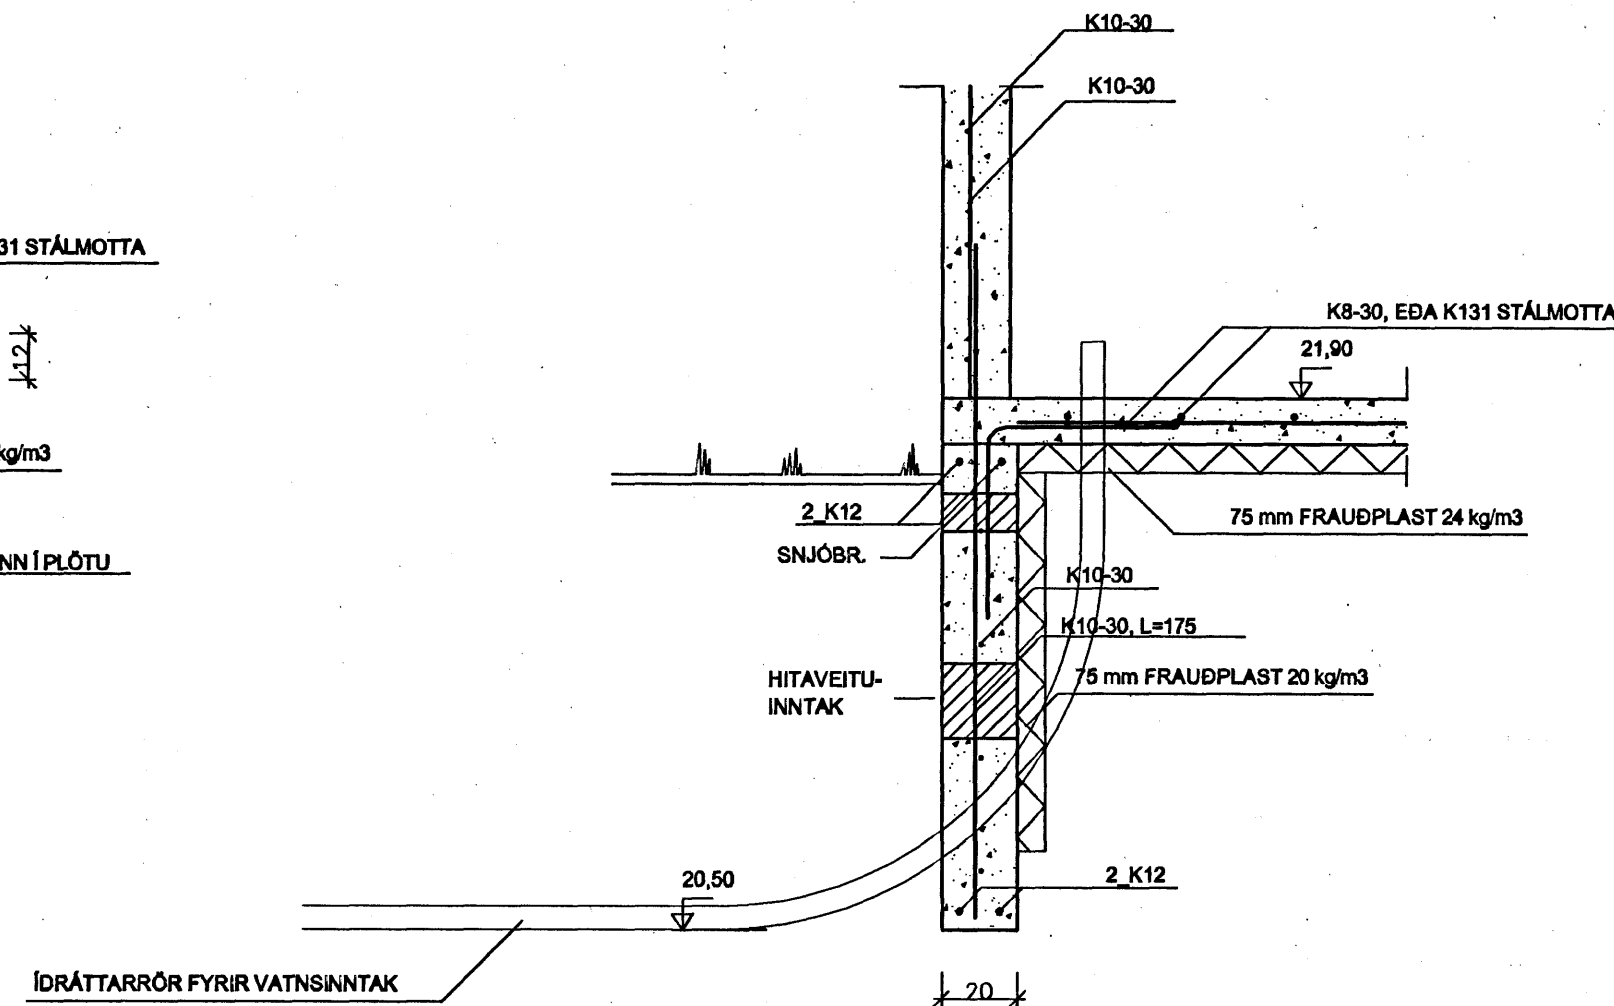 K10-30
K10-30
31 STÁLMOTTA
K8-30, EÐA K131 STÁLMOTTA
12
21,90
kg/m3
2_K12
75 mm FRAUÐPLAST 24 kg/m3
SNJÓBR.
NN Í PLÖTU
K10-30
K10-30, L=175
HITAVEITU-
INNTAK
75 mm FRAUÐPLAST 20 kg/m3
20,50
2_K12
ÍDRÁTTARRÖR FYRIR VATNSINNTAK
20